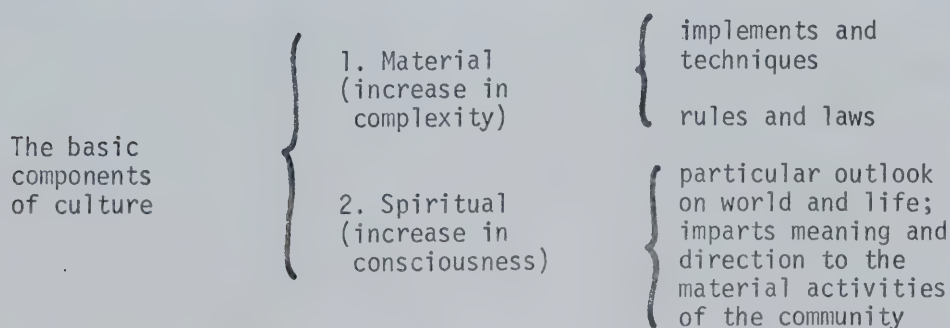 The basic
components
of culture
1. Material
(increase in
complexity)
2. Spiritual
(increase in
consciousness)
implements and
techniques
rules and laws
particular outlook
on world and life;
imparts meaning and
direction to the
material activities
of the community